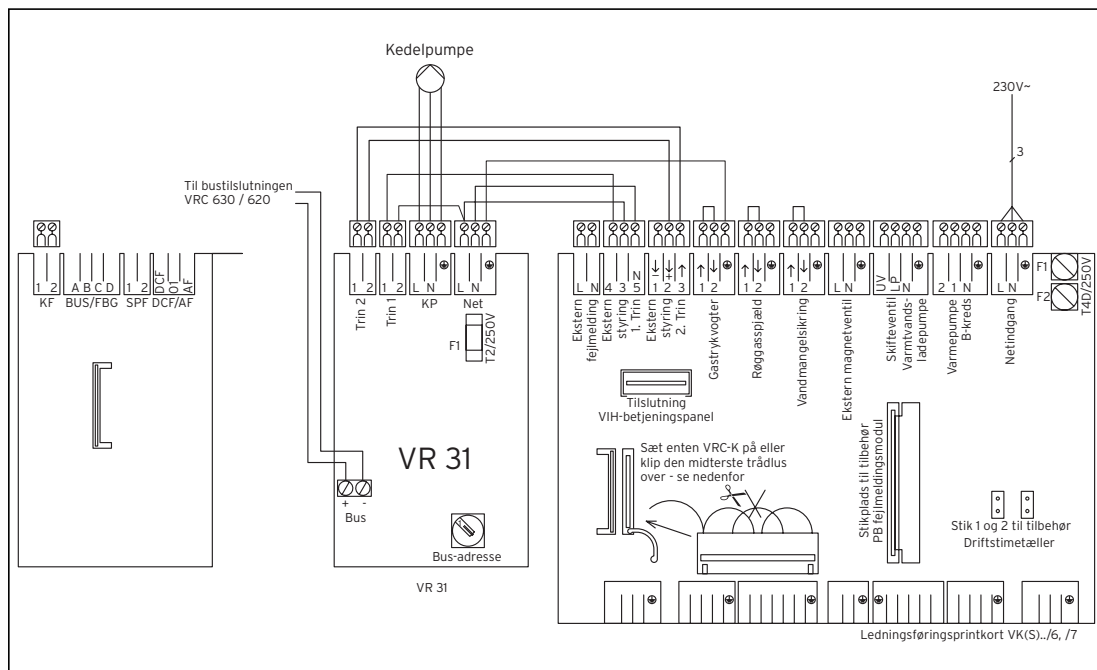 Kedelpumpe
230V~
3
Til bustilslutningen
VRC 630 / 620
1 2
KF
A B C D
BUS/FBG
1 2
SPF
DCF
O1
AF
DCF/AF
1 2
Trin 2
1 2
Trin 1
L N
KP
L N
Net
F1
T2/250V
VR 31
+ -
Bus
Bus-adresse
VR 31
L N
Ekstern
fejlmelding
4 3 5
N
Ekstern
styring
1. Trin
1 2 3
- +
Ekstern
styring
2. Trin
1 2
Gastrykvogter
1 2
Røggasspjæld
1 2
Vandmangelsikring
L N
Ekstern magnetventil
UV
LP
L
N
Skifteventil
Varmtvands-
ladepumpe
2 1 N
Varmepumpe
B-kreds
L N
Netindgang
F1
F2
T4D/250V
Tilslutning
VIH-betjeningspanel
Sæt enten VRC-K på eller
klip den midterste trådlus
over - se nedenfor
Stikplads til tilbehør
PB fejlmeldingsmodul
Stik 1 og 2 til tilbehør
Driftstimetæller
Ledningsføringsprintkort VK(S)../6, /7